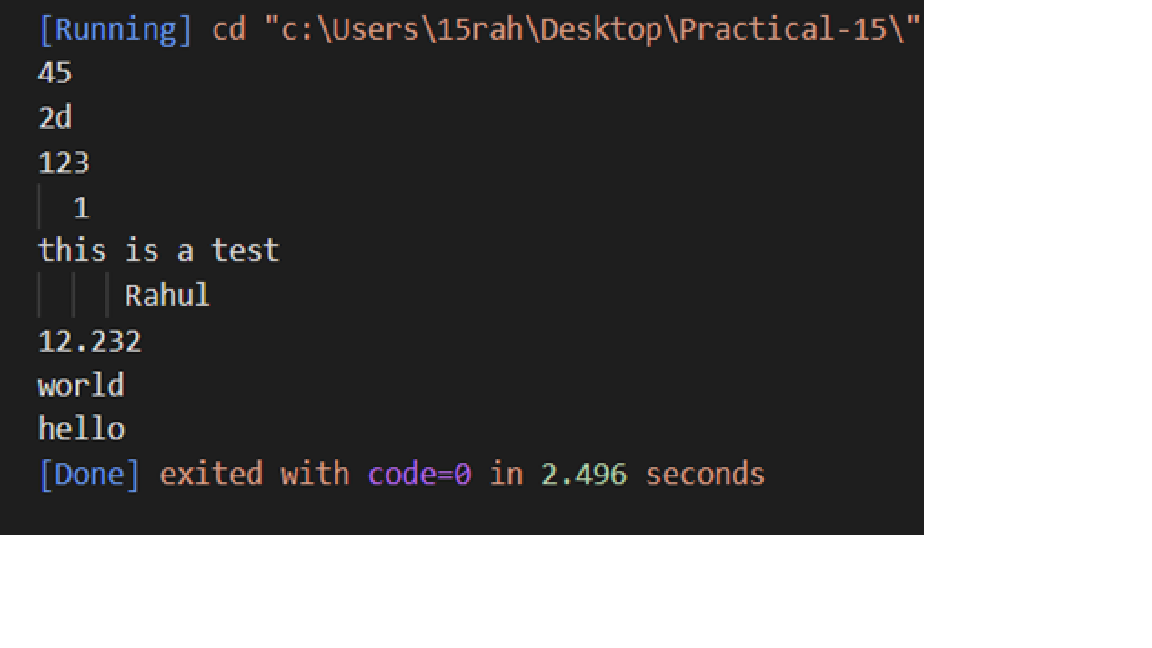 [Running] cd "c:\Users\15rah\Desktop\Practical-15\"
45
2d
123
    1
this is a test
          Rahul
12.232
world
hello
[Done] exited with code=0 in 2.496 seconds